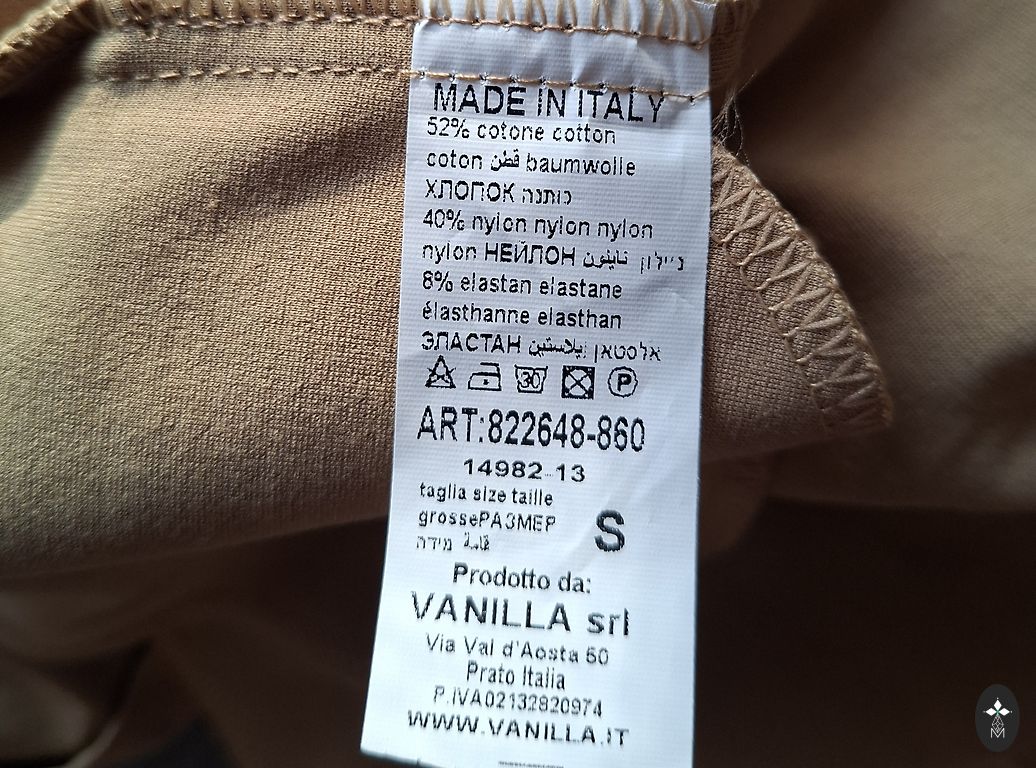 MADE IN ITALY
52% cotone cotton
coton قطن baumwolle
ХЛОПОК כותנה
40% nylon nylon nylon
nylon НЕЙЛОН نايلون ניילון
8% elastan elastane
élasthanne elasthan
ЭЛАСТАН אלסטאן
30 P
ART:822648-860
14982-13
taglia size taille
grosseРАЗМЕР S
מידה
Prodotto da:
VANILLA srl
Via Val d'Aosta 60
Prato Italia
P.IVA02132820974
WWW.VANILLA.IT
M